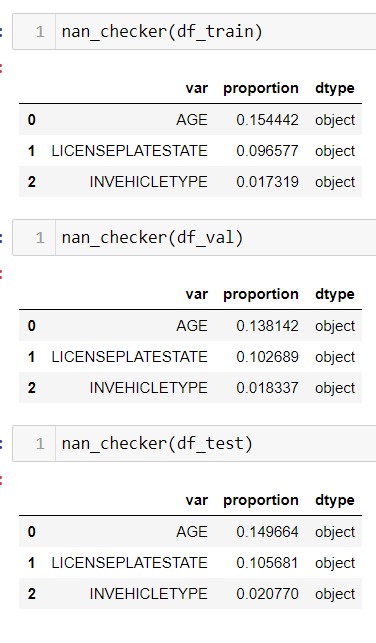 1 nan_checker(df_train)
var proportion dtype
0 AGE 0.154442 object
1 LICENSEPLATESTATE 0.096577 object
2 INVEHICLETYPE 0.017319 object
1 nan_checker(df_val)
var proportion dtype
0 AGE 0.138142 object
1 LICENSEPLATESTATE 0.102689 object
2 INVEHICLETYPE 0.018337 object
1 nan_checker(df_test)
var proportion dtype
0 AGE 0.149664 object
1 LICENSEPLATESTATE 0.105681 object
2 INVEHICLETYPE 0.020770 object